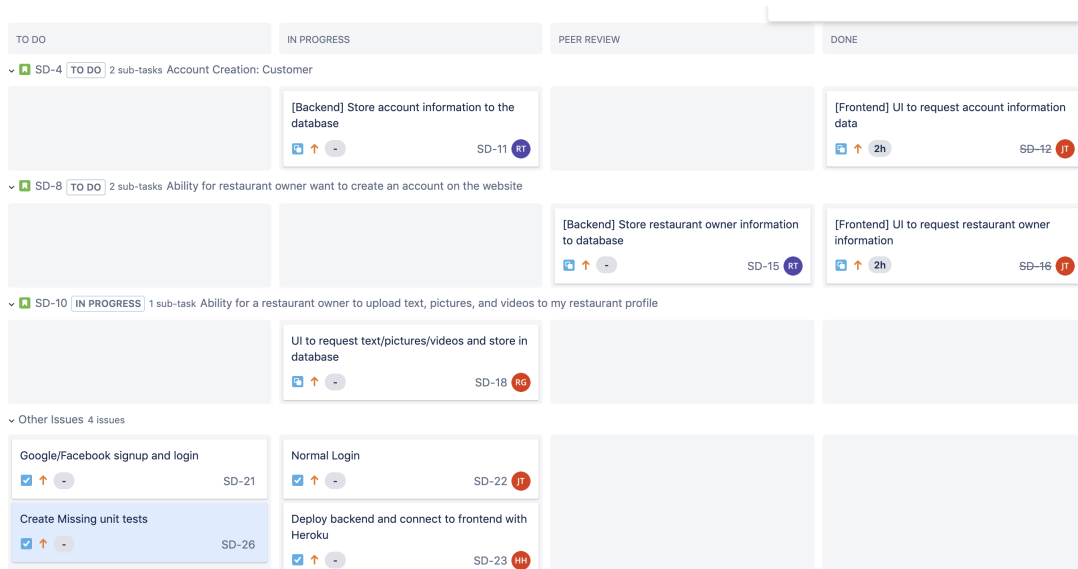 TO DO
IN PROGRESS
PEER REVIEW
DONE
SD-4 TO DO 2 sub-tasks Account Creation: Customer
[Backend] Store account information to the
database
-
SD-11 RT
[Frontend] UI to request account information
data
2h
SD-12 JT
SD-8 TO DO 2 sub-tasks Ability for restaurant owner want to create an account on the website
[Backend] Store restaurant owner information
to database
-
SD-15 RT
[Frontend] UI to request restaurant owner
information
2h
SD-16 JT
SD-10 IN PROGRESS 1 sub-task Ability for a restaurant owner to upload text, pictures, and videos to my restaurant profile
UI to request text/pictures/videos and store in
database
-
SD-18 RG
Other Issues 4 issues
Google/Facebook signup and login
-
SD-21
Normal Login
-
SD-22 JT
Create Missing unit tests
-
SD-26
Deploy backend and connect to frontend with
Heroku
-
SD-23 HH